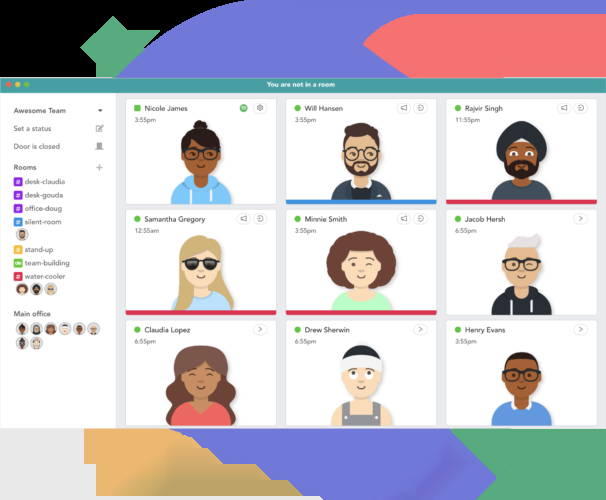 You are not in a room
Awesome Team
Set a status
Door is closed
Rooms
desk-claudia
desk-gouda
office-doug
silent-room
stand-up
team-building
water-cooler
Main office
Nicole James
3:55pm
Will Hansen
3:55pm
Rajvir Singh
11:55pm
Samantha Gregory
12:55am
Minnie Smith
3:55pm
Jacob Hersh
6:55pm
Claudia Lopez
6:55pm
Drew Sherwin
6:55pm
Henry Evans
3:55pm